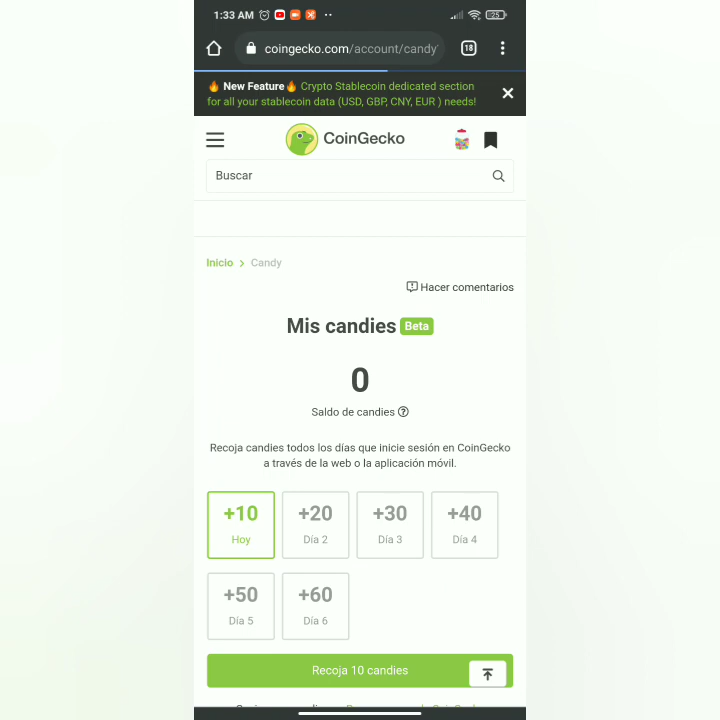 1:33 AM
25
coingecko.com/account/candy
18
🔥 New Feature🔥 Crypto Stablecoin dedicated section
for all your stablecoin data (USD, GBP, CNY, EUR ) needs!
CoinGecko
Buscar
Inicio > Candy
Hacer comentarios
Mis candies Beta
0
Saldo de candies
Recoja candies todos los días que inicie sesión en CoinGecko
a través de la web o la aplicación móvil.
+10 +20 +30 +40
Hoy Día 2 Día 3 Día 4
+50 +60
Día 5 Día 6
Recoja 10 candies